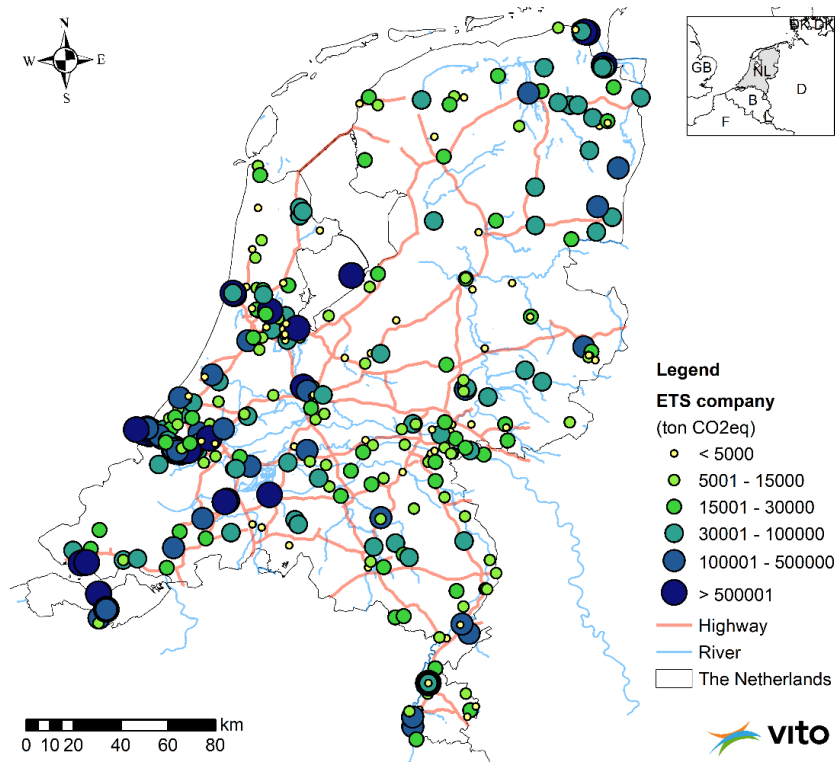 N
W E
S
DK DK
GB
NL
D
B
F
Legend
ETS company
(ton CO2eq)
< 5000
5001 - 15000
15001 - 30000
30001 - 100000
100001 - 500000
> 500001
Highway
River
The Netherlands
km
0 10 20 40 60 80
vito